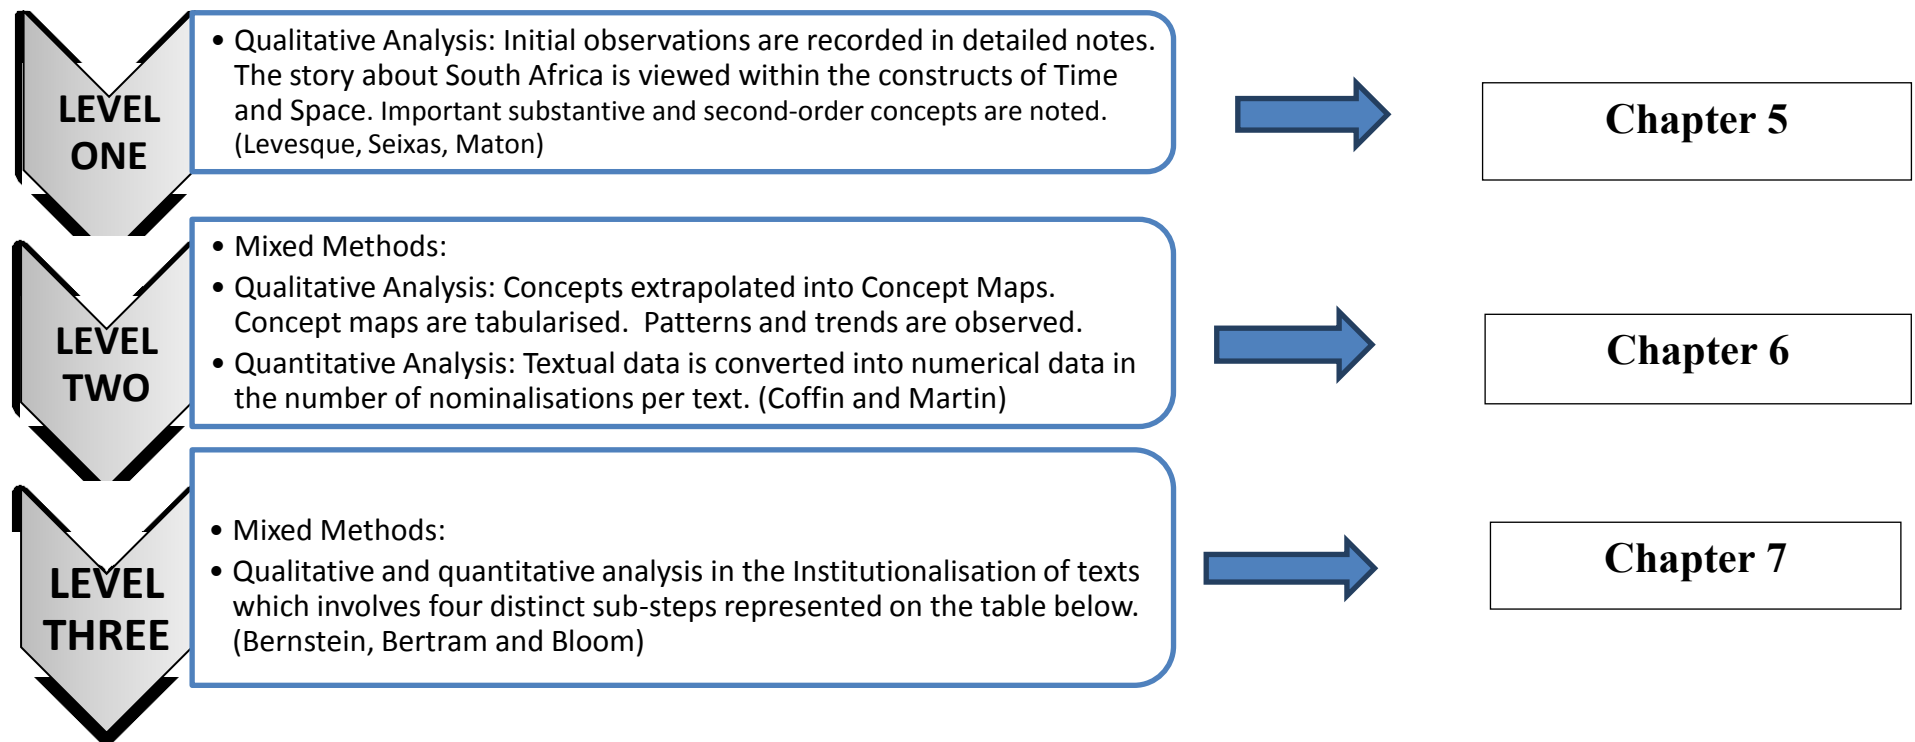 LEVEL
ONE
• Qualitative Analysis: Initial observations are recorded in detailed notes.
The story about South Africa is viewed within the constructs of Time
and Space. Important substantive and second-order concepts are noted.
(Levesque, Seixas, Maton)
Chapter 5
LEVEL
TWO
• Mixed Methods:
• Qualitative Analysis: Concepts extrapolated into Concept Maps.
Concept maps are tabularised.  Patterns and trends are observed.
• Quantitative Analysis: Textual data is converted into numerical data in
the number of nominalisations per text. (Coffin and Martin)
Chapter 6
LEVEL
THREE
• Mixed Methods:
• Qualitative and quantitative analysis in the Institutionalisation of texts
which involves four distinct sub-steps represented on the table below.
(Bernstein, Bertram and Bloom)
Chapter 7